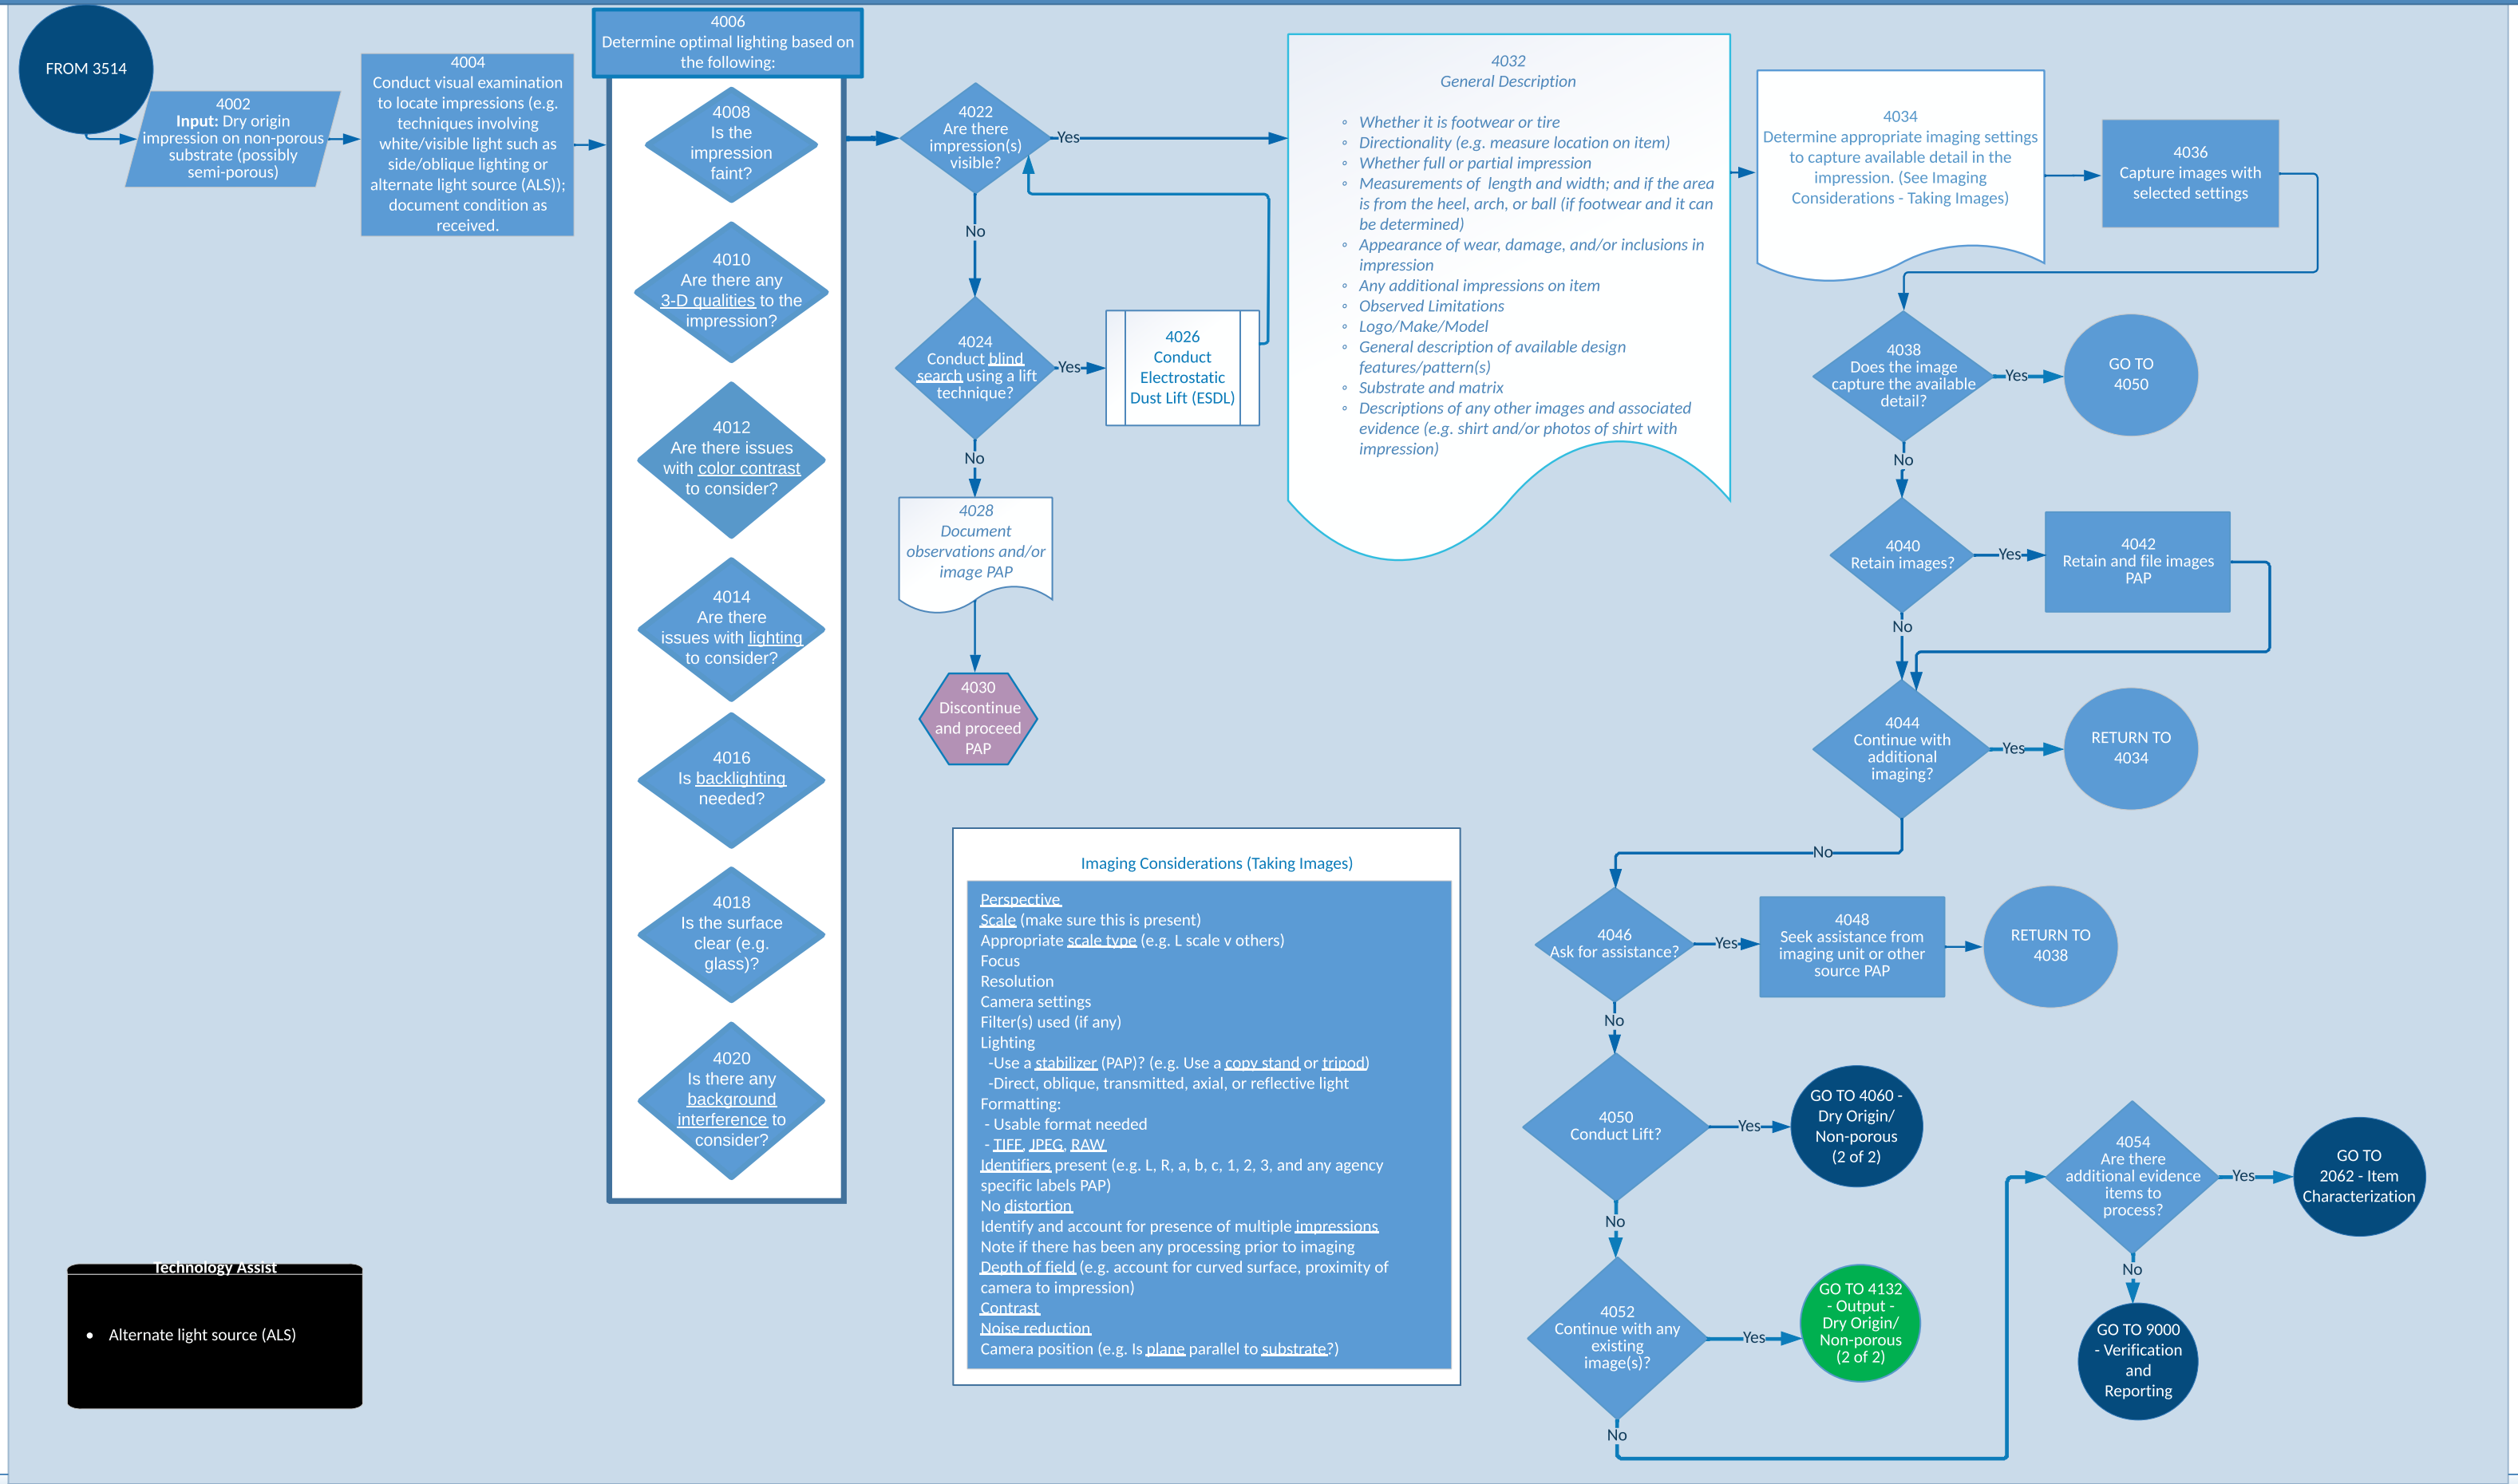 FROM 3514
4002
Input: Dry origin
impression on non-porous
substrate (possibly
semi-porous)
4004
Conduct visual examination
to locate impressions (e.g.
techniques involving
white/visible light such as
side/oblique lighting or
alternate light source (ALS));
document condition as
received.
4006
Determine optimal lighting based on
the following:
4008
Is the
impression
faint?
4010
Are there any
3-D qualities to the
impression?
4012
Are there issues
with color contrast
to consider?
4014
Are there
issues with lighting
to consider?
4016
Is backlighting
needed?
4018
Is the surface
clear (e.g.
glass)?
4020
Is there any
background
interference to
consider?
4022
Are there
impression(s)
visible?
Yes
No
4024
Conduct blind
search using a lift
technique?
Yes
4026
Conduct
Electrostatic
Dust Lift (ESDL)
No
4028
Document
observations and/or
image PAP
4030
Discontinue
and proceed
PAP
4032
General Description
◦ Whether it is footwear or tire
◦ Directionality (e.g. measure location on item)
◦ Whether full or partial impression
◦ Measurements of length and width; and if the area
is from the heel, arch, or ball (if footwear and it can
be determined)
◦ Appearance of wear, damage, and/or inclusions in
impression
◦ Any additional impressions on item
◦ Observed Limitations
◦ Logo/Make/Model
◦ General description of available design
features/pattern(s)
◦ Substrate and matrix
◦ Descriptions of any other images and associated
evidence (e.g. shirt and/or photos of shirt with
impression)
4034
Determine appropriate imaging settings
to capture available detail in the
impression. (See Imaging
Considerations - Taking Images)
4036
Capture images with
selected settings
4038
Does the image
capture the available
detail?
Yes
GO TO
4050
No
4040
Retain images?
Yes
4042
Retain and file images
PAP
No
4044
Continue with
additional
imaging?
Yes
RETURN TO
4034
No
4046
Ask for assistance?
Yes
4048
Seek assistance from
imaging unit or other
source PAP
RETURN TO
4038
No
4050
Conduct Lift?
Yes
GO TO 4060 -
Dry Origin/
Non-porous
(2 of 2)
No
4052
Continue with any
existing
image(s)?
Yes
GO TO 4132
- Output -
Dry Origin/
Non-porous
(2 of 2)
No
4054
Are there
additional evidence
items to
process?
Yes
GO TO
2062 - Item
Characterization
No
GO TO 9000
- Verification
and
Reporting
Imaging Considerations (Taking Images)
Perspective
Scale (make sure this is present)
Appropriate scale type (e.g. L scale v others)
Focus
Resolution
Camera settings
Filter(s) used (if any)
Lighting
-Use a stabilizer (PAP)? (e.g. Use a copy stand or tripod)
-Direct, oblique, transmitted, axial, or reflective light
Formatting:
- Usable format needed
- TIFF, JPEG, RAW
Identifiers present (e.g. L, R, a, b, c, 1, 2, 3, and any agency
specific labels PAP)
No distortion
Identify and account for presence of multiple impressions
Note if there has been any processing prior to imaging
Depth of field (e.g. account for curved surface, proximity of
camera to impression)
Contrast
Noise reduction
Camera position (e.g. Is plane parallel to substrate?)
Technology Assist
• Alternate light source (ALS)